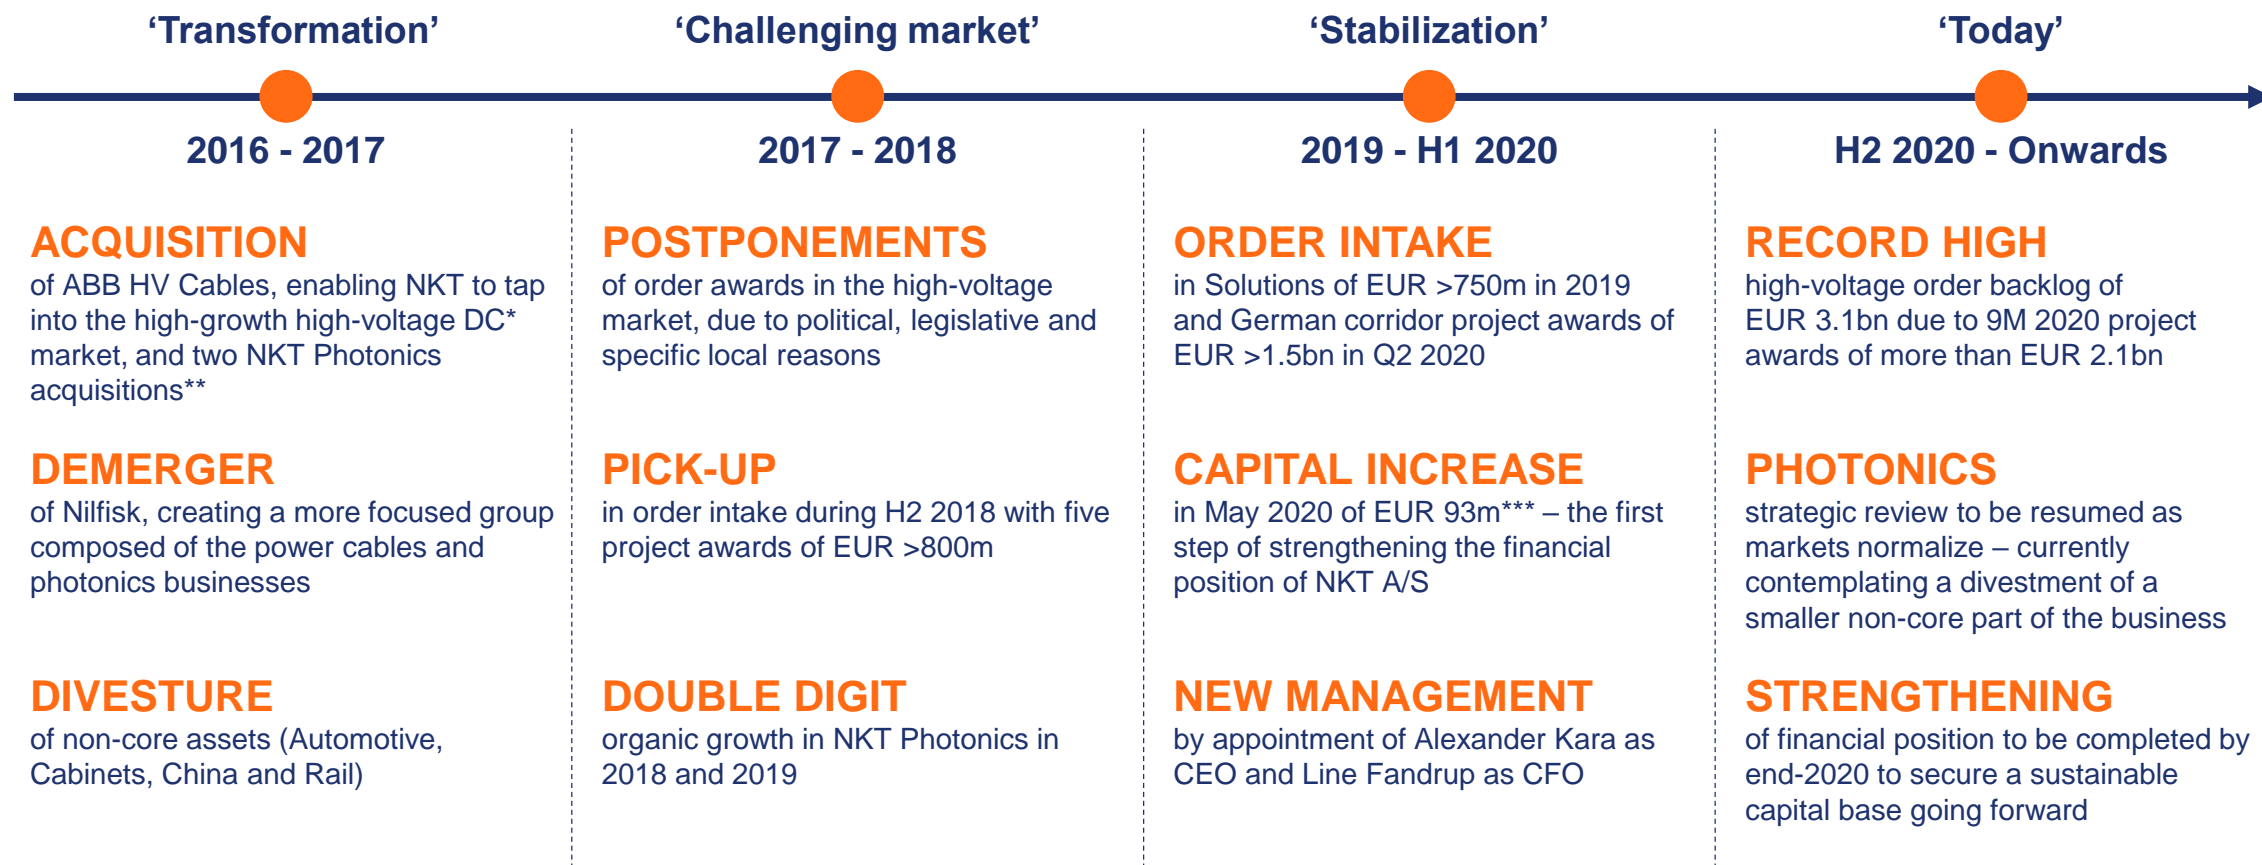 ‘Transformation’
2016 - 2017
ACQUISITION
of ABB HV Cables, enabling NKT to tap
into the high-growth high-voltage DC*
market, and two NKT Photonics
acquisitions**
DEMERGER
of Nilfisk, creating a more focused group
composed of the power cables and
photonics businesses
DIVESTURE
of non-core assets (Automotive,
Cabinets, China and Rail)
‘Challenging market’
2017 - 2018
POSTPONEMENTS
of order awards in the high-voltage
market, due to political, legislative and
specific local reasons
PICK-UP
in order intake during H2 2018 with five
project awards of EUR >800m
DOUBLE DIGIT
organic growth in NKT Photonics in
2018 and 2019
‘Stabilization’
2019 - H1 2020
ORDER INTAKE
in Solutions of EUR >750m in 2019
and German corridor project awards of
EUR >1.5bn in Q2 2020
CAPITAL INCREASE
in May 2020 of EUR 93m*** – the first
step of strengthening the financial
position of NKT A/S
NEW MANAGEMENT
by appointment of Alexander Kara as
CEO and Line Fandrup as CFO
‘Today’
H2 2020 - Onwards
RECORD HIGH
high-voltage order backlog of
EUR 3.1bn due to 9M 2020 project
awards of more than EUR 2.1bn
PHOTONICS
strategic review to be resumed as
markets normalize – currently
contemplating a divestment of a
smaller non-core part of the business
STRENGTHENING
of financial position to be completed by
end-2020 to secure a sustainable
capital base going forward